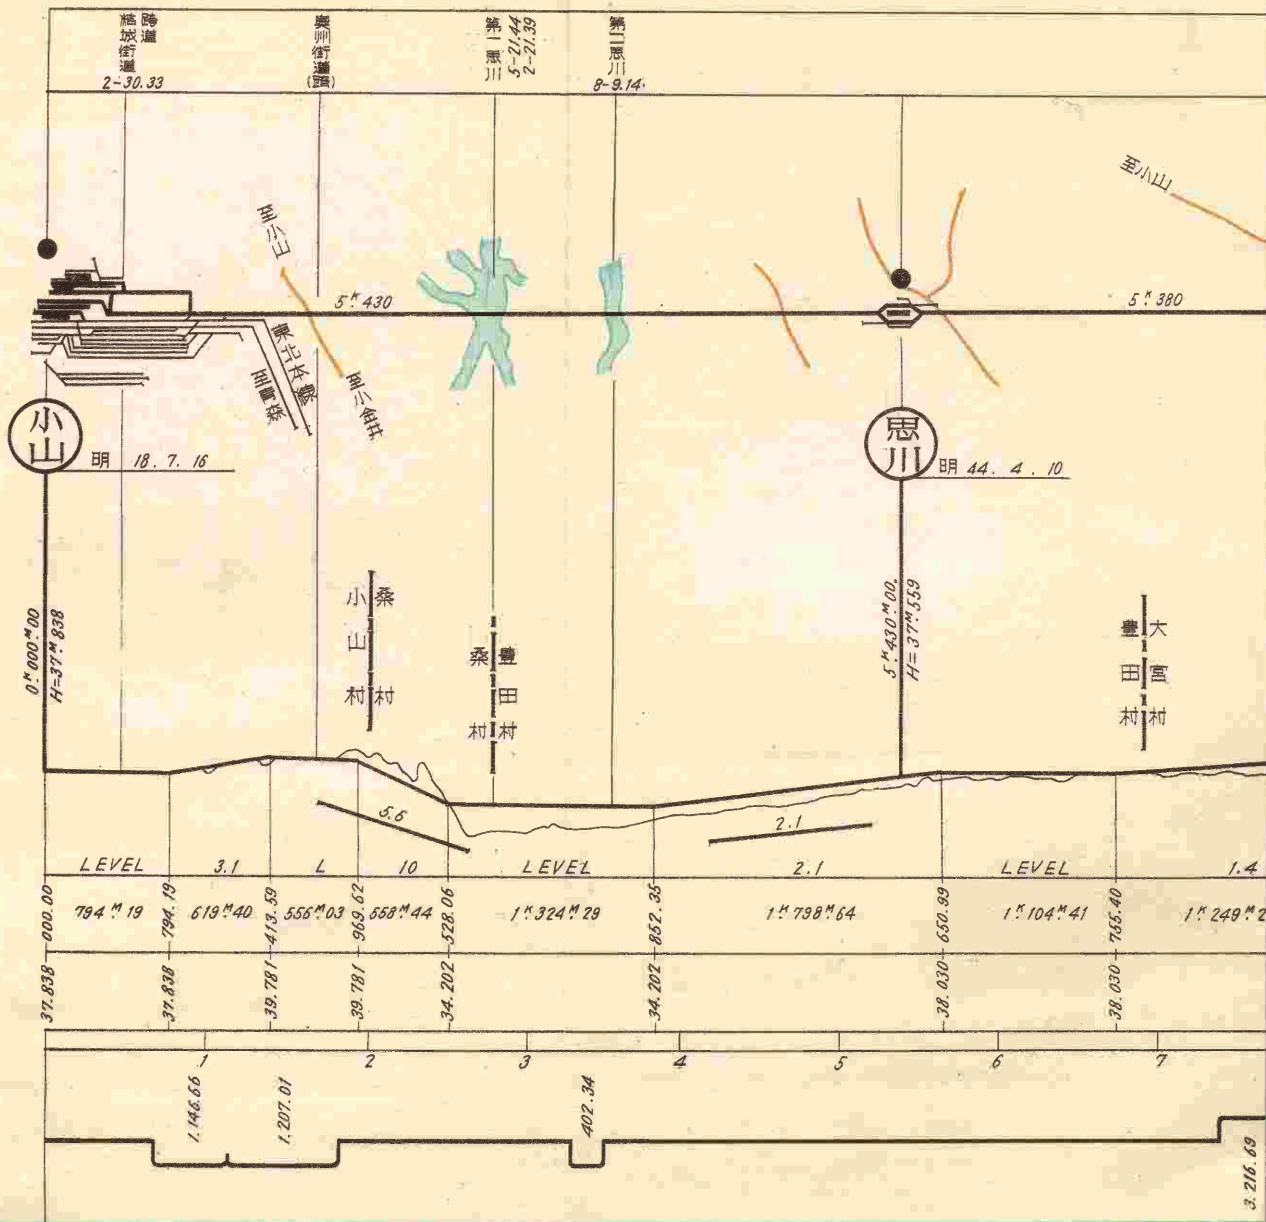 跨道
結城街道
2-30.33
奥州街道
(踏)
第一思川
5-21.44
2-21.39
第二思川
8-9.14
至小山
至小山
5ᴷ430
5ᴷ380
東北本線
至小金井
小山
明 18. 7. 16
思川
明 44. 4. 10
0ᴷ000ᴹ00
H=37ᴹ838
小山村
桑村
桑村
豊田村
5ᴷ430ᴹ00
H=37ᴹ559
豊田村
大宮村
5.6
2.1
LEVEL 3.1 L 10 LEVEL 2.1 LEVEL 1.4
000.00 794.19 413.59 969.62 528.06 852.35 650.99 755.40
794ᴹ19 619ᴹ40 556ᴹ03 558ᴹ44 1ᴷ324ᴹ29 1ᴷ798ᴹ64 1ᴷ104ᴹ41 1ᴷ249ᴹ2
37.838 37.838 39.781 39.781 34.202 34.202 38.030 38.030
1 2 3 4 5 6 7
1.146.66 1.207.01 402.34 3.216.69